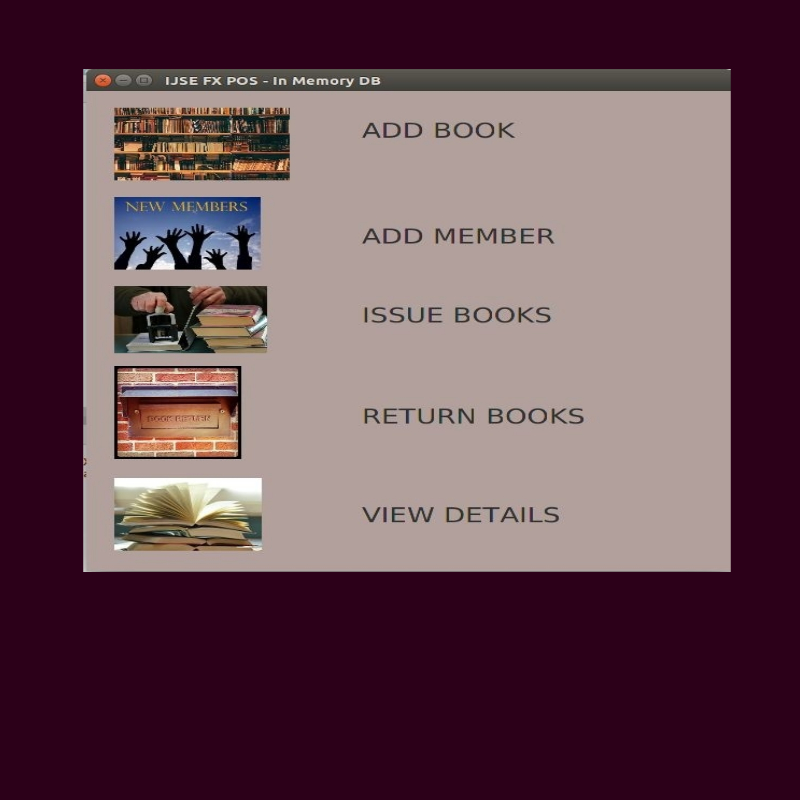 IJSE FX POS - In Memory DB
ADD BOOK
NEW MEMBERS
ADD MEMBER
ISSUE BOOKS
BOOK RETURN
RETURN BOOKS
VIEW DETAILS